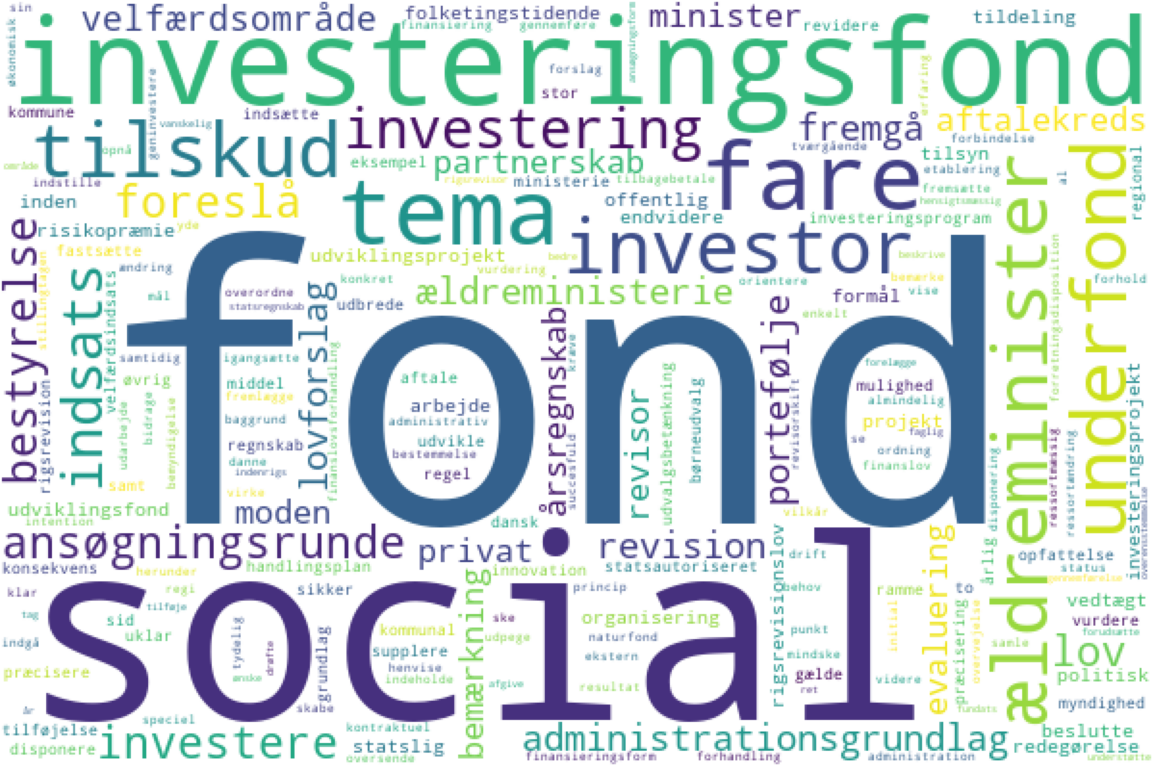 sin
velfærdsområde
folketingstidende
finansiering
gennemføre
minister
revidere
tildeling
økonomisk
investeringsfond
ansøgningsform
forslag
stor
erfaring
kommune
vanskelig
geninvestere
indsætte
investering
fremgå
aftalekreds
tværgående
forbindelse
område
opnå
tilskud
eksempel
partnerskab
fare
tilsyn
etablering
al
regional
indstille
inden
rigsrevisor
ministerie
tilbagebetale
fremsætte
hensigtsmæssig
foreslå
yde
tema
offentlig
endvidere
investeringsprogram
risikopræmie
fastsætte
udviklingsprojekt
vurdering
bedre
investor
bemærke
beskrive
bestyrelse
stillingtagen
ændring
mål
velfærdsindsats
indsats
overordne
statsregnskab
konkret
udbrede
ældreministerie
orientere
formål
vise
enkelt
forhold
underfond
ældreminister
forretningsdisposition
fond
lovforslag
årsregnskab
kræve
succesfuld
portefølje
samtidig
igangsætte
øvrig
middel
fremlægge
aftale
forelægge
mulighed
almindelig
rigsrevision
udarbejde
bidrage
bemyndigelse
baggrund
regnskab
danne
indenrigs
virke
finanslovsforhandling
arbejde
administrativ
udvikle
bestemmelse
regel
revisor
udvalgsbetænkning
børneudvalg
revisorskift
projekt
faglig
se
ordning
finanslov
disponering
ressortmæssig
ressortændring
investeringsprojekt
overensstemmelse
samt
udviklingsfond
intention
moden
dansk
vilkår
ansøgningsrunde
privat
revision
evaluering
årlig
opfattelse
status
gennemførelse
konsekvens
herunder
handlingsplan
innovation
statsautoriseret
rigsrevisionslov
drift
klar
regi
sikker
princip
behov
ramme
to
vedtægt
tag
tilføje
sid
uklar
social
kommunal
ske
udpege
organisering
naturfond
punkt
initial
præcisering
overvejelse
vurdere
forudsætte
indgå
tydelig
drøfte
grundlag
supplere
henvise
indeholde
ekstern
mindske
samle
lov
præcisere
ønske
skabe
bemærkning
afgive
resultat
gælde
ret
videre
fundats
politisk
myndighed
år
speciel
tilføjelse
kontraktuel
disponere
investere
statslig
oversende
administrationsgrundlag
beslutte
redegørelse
finansieringsform
forhandling
administration
understøtte